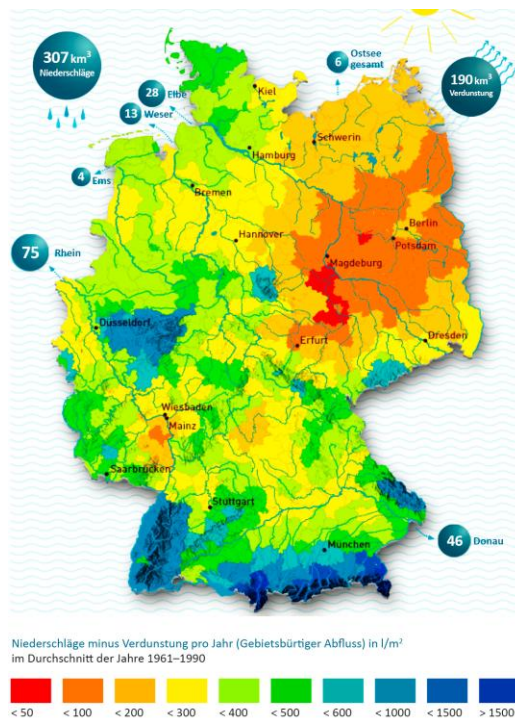 307 km³
Niederschläge
6
Ostsee
gesamt
190 km³
Verdunstung
28
Elbe
13
Weser
4
Ems
75
Rhein
46
Donau
Kiel
Schwerin
Hamburg
Bremen
Berlin
Potsdam
Hannover
Magdeburg
Düsseldorf
Erfurt
Dresden
Wiesbaden
Mainz
Saarbrücken
Stuttgart
München
Niederschläge minus Verdunstung pro Jahr (Gebietsbürtiger Abfluss) in l/m²
im Durchschnitt der Jahre 1961–1990
< 50 < 100 < 200 < 300 < 400 < 500 < 600 < 1000 < 1500 > 1500